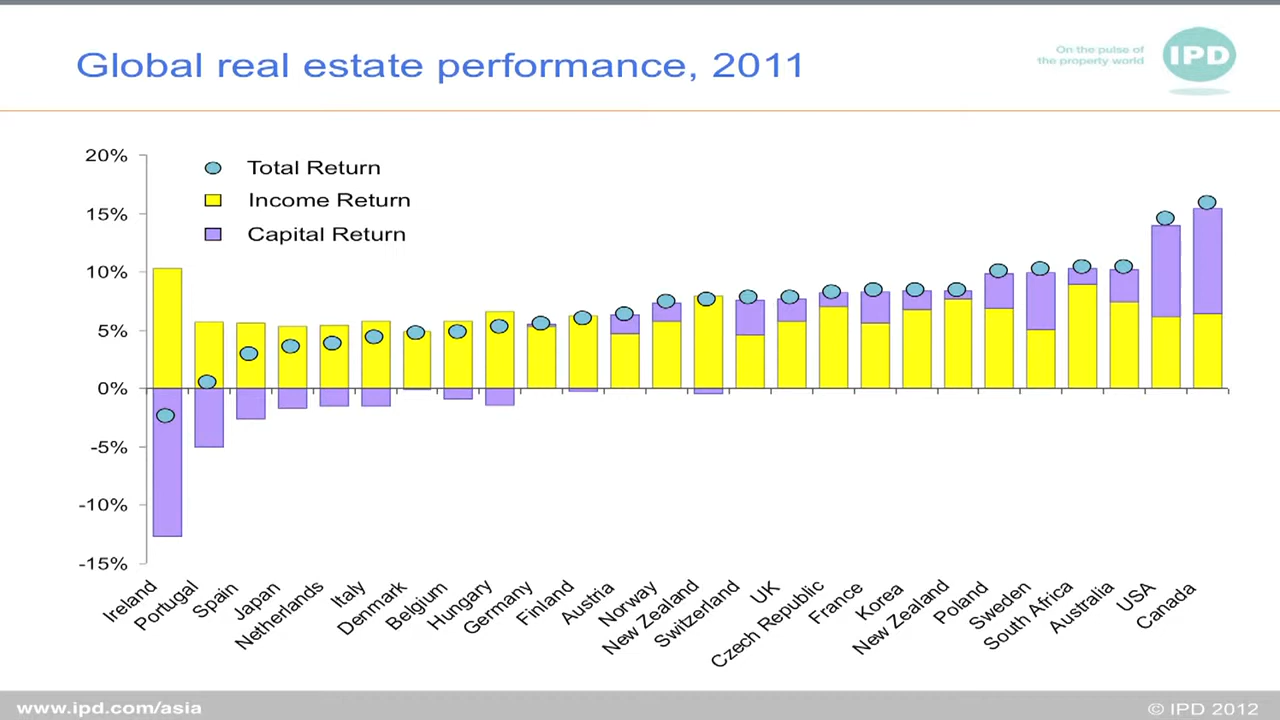 Global real estate performance, 2011
On the pulse of
the property world
IPD
20%
15%
10%
5%
0%
-5%
-10%
-15%
Total Return
Income Return
Capital Return
Ireland
Portugal
Spain
Japan
Netherlands
Italy
Denmark
Belgium
Hungary
Germany
Finland
Austria
Norway
New Zealand
Switzerland
UK
Czech Republic
France
Korea
New Zealand
Poland
Sweden
South Africa
Australia
USA
Canada
www.ipd.com/asia
© IPD 2012